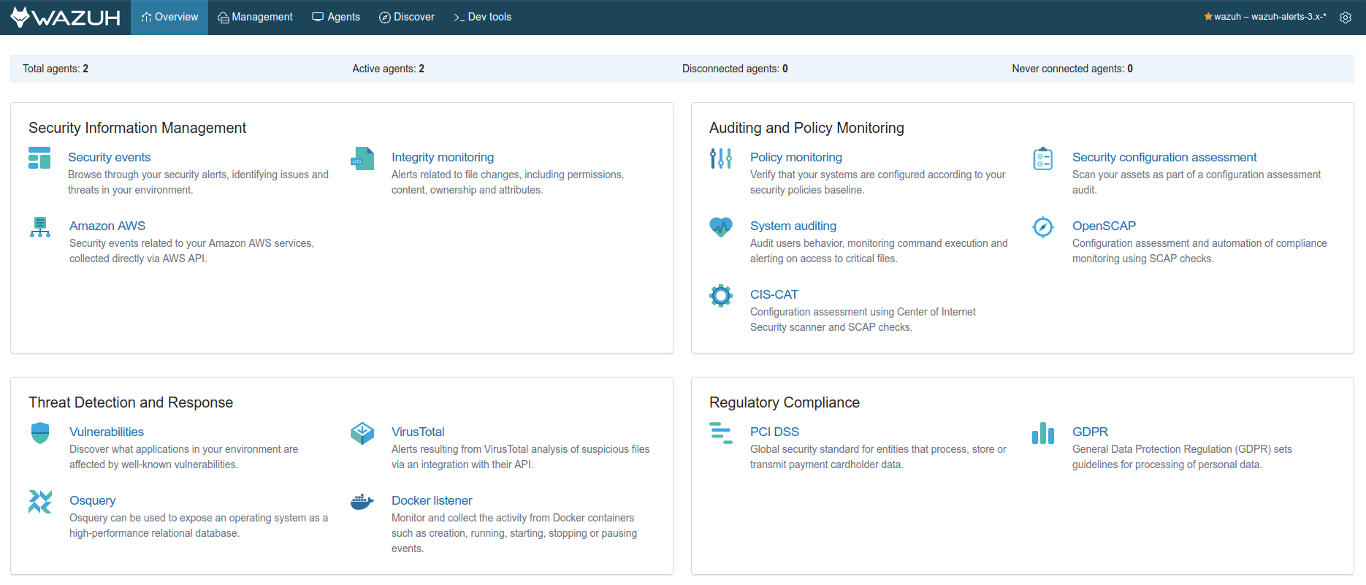 WAZUH Overview Management Agents Discover >_ Dev tools wazuh – wazuh-alerts-3.x-*
Total agents: 2 Active agents: 2 Disconnected agents: 0 Never connected agents: 0
Security Information Management
Security events
Browse through your security alerts, identifying issues and
threats in your environment.
Integrity monitoring
Alerts related to file changes, including permissions,
content, ownership and attributes.
Amazon AWS
Security events related to your Amazon AWS services,
collected directly via AWS API.
Auditing and Policy Monitoring
Policy monitoring
Verify that your systems are configured according to your
security policies baseline.
Security configuration assessment
Scan your assets as part of a configuration assessment
audit.
System auditing
Audit users behavior, monitoring command execution and
alerting on access to critical files.
OpenSCAP
Configuration assessment and automation of compliance
monitoring using SCAP checks.
CIS-CAT
Configuration assessment using Center of Internet
Security scanner and SCAP checks.
Threat Detection and Response
Vulnerabilities
Discover what applications in your environment are
affected by well-known vulnerabilities.
VirusTotal
Alerts resulting from VirusTotal analysis of suspicious files
via an integration with their API.
Osquery
Osquery can be used to expose an operating system as a
high-performance relational database.
Docker listener
Monitor and collect the activity from Docker containers
such as creation, running, starting, stopping or pausing
events.
Regulatory Compliance
PCI DSS
Global security standard for entities that process, store or
transmit payment cardholder data.
GDPR
General Data Protection Regulation (GDPR) sets
guidelines for processing of personal data.